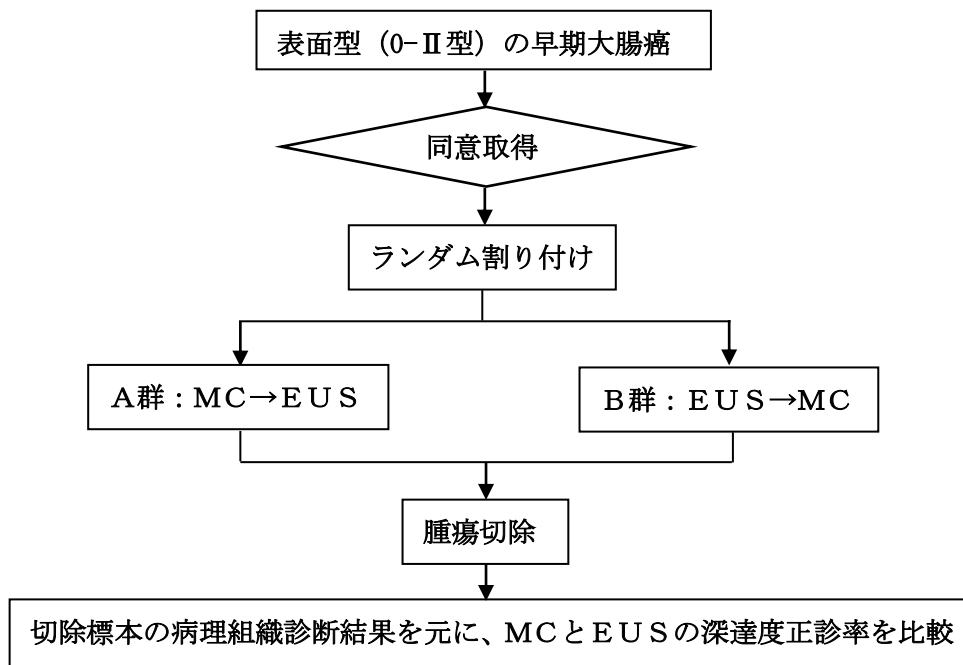 表面型（0-Ⅱ型）の早期大腸癌
同意取得
ランダム割り付け
Ａ群：ＭＣ→ＥＵＳ
Ｂ群：ＥＵＳ→ＭＣ
腫瘍切除
切除標本の病理組織診断結果を元に、ＭＣとＥＵＳの深達度正診率を比較